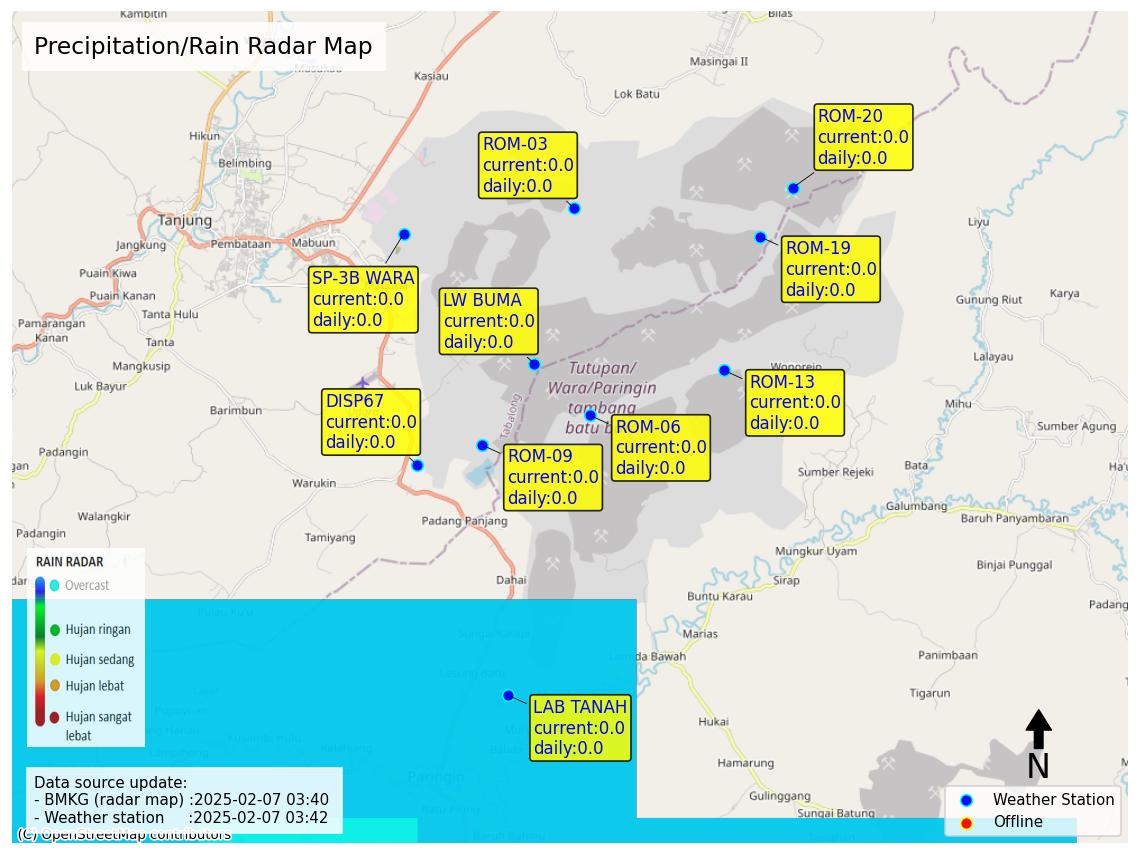 Kambitin
Bilas
Precipitation/Rain Radar Map
Masukau
Kasiau
Masingai II
Lok Batu
Hikun
Belimbing
ROM-03
current:0.0
daily:0.0
ROM-20
current:0.0
daily:0.0
Tanjung
Jangkung
Pembataan
Mabuun
Liyu
Puain Kiwa
Puain Kanan
SP-3B WARA
current:0.0
daily:0.0
ROM-19
current:0.0
daily:0.0
LW BUMA
current:0.0
daily:0.0
Gunung Riut
Karya
Tanta Hulu
Pamarangan
Kanan
Tanta
Mangkusip
Luk Bayur
Lalayau
Wonorejo
Tutupan/
Wara/Paringin
tambang
batu b
Tabalong
ROM-13
current:0.0
daily:0.0
DISP67
current:0.0
daily:0.0
Barimbun
Mihu
ROM-06
current:0.0
daily:0.0
Sumber Agung
ROM-09
current:0.0
daily:0.0
gan
Warukin
Sumber Rejeki
Bata
Ha'u
Galumbang
Baruh Panyambaran
Walangkir
Padangin
Padang Panjang
Tamiyang
Mungkur Uyam
Binjai Punggal
Sirap
Dahai
Buntu Karau
Padang
RAIN RADAR
Overcast
Hujan ringan
Hujan sedang
Hujan lebat
Hujan sangat
lebat
Pulau Ku'u
Marias
Panimbaan
Lamida Bawah
Tigarun
LAB TANAH
current:0.0
daily:0.0
Hukai
Paringin
Hamarung
N
Gulinggang
Sungai Batung
Data source update:
- BMKG (radar map) :2025-02-07 03:40
- Weather station :2025-02-07 03:42
(C) OpenStreetMap contributors
Weather Station
Offline